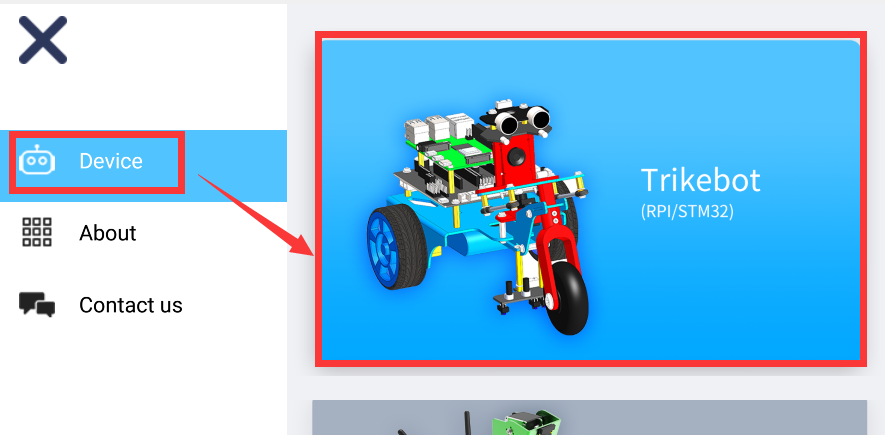 Device
About
Contact us
Trikebot
(RPI/STM32)